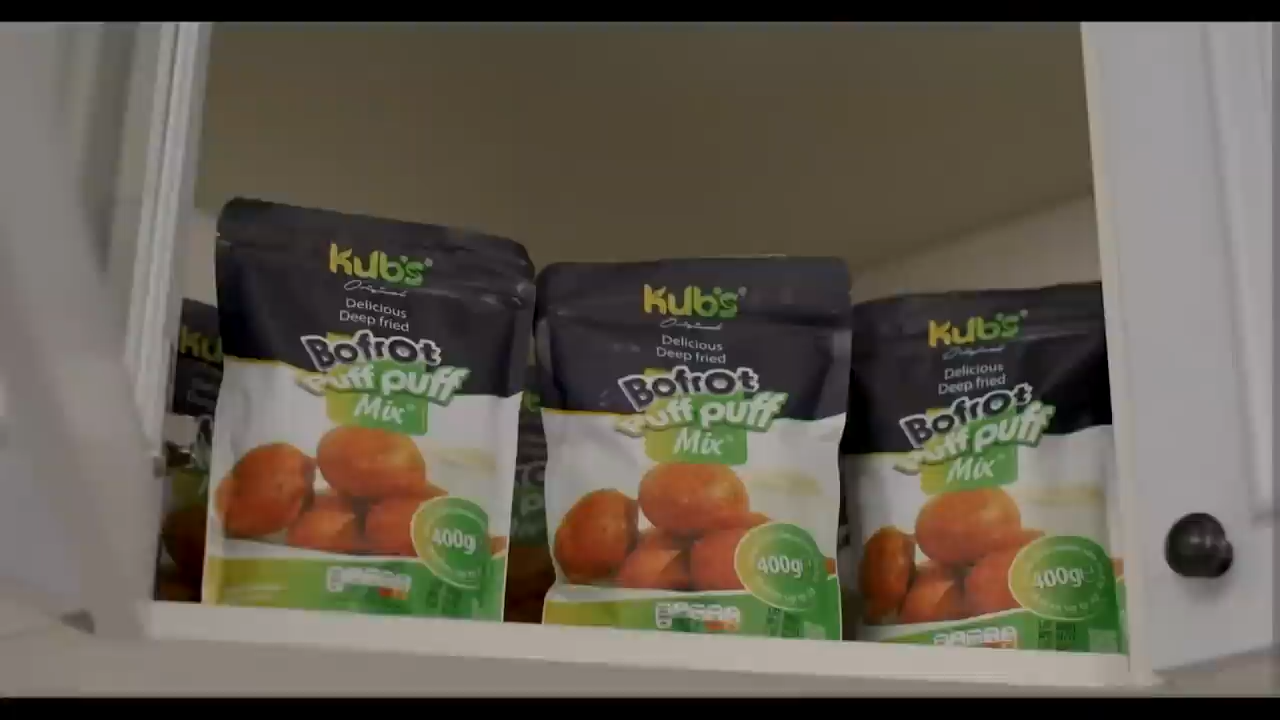 Kub's
Original
Delicious
Deep fried
Bofrot
Puff puff
Mix
400g
Kub's
Original
Delicious
Deep fried
Bofrot
Puff puff
Mix
400g
Kub's
Original
Delicious
Deep fried
Bofrot
Puff puff
Mix
400g
Ku